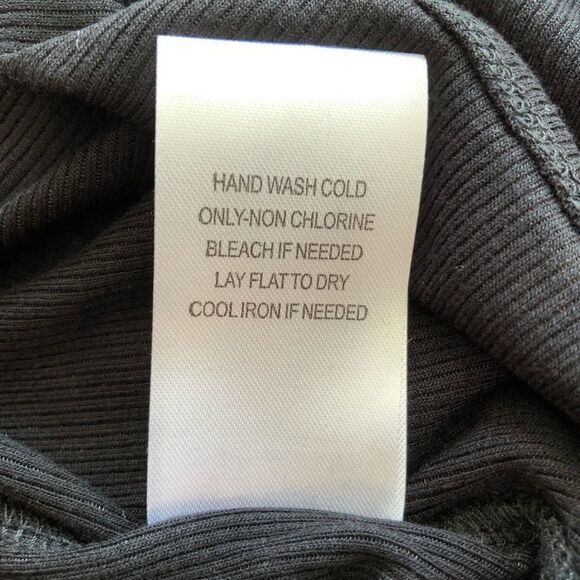 HAND WASH COLD
ONLY-NON CHLORINE
BLEACH IF NEEDED
LAY FLAT TO DRY
COOL IRON IF NEEDED